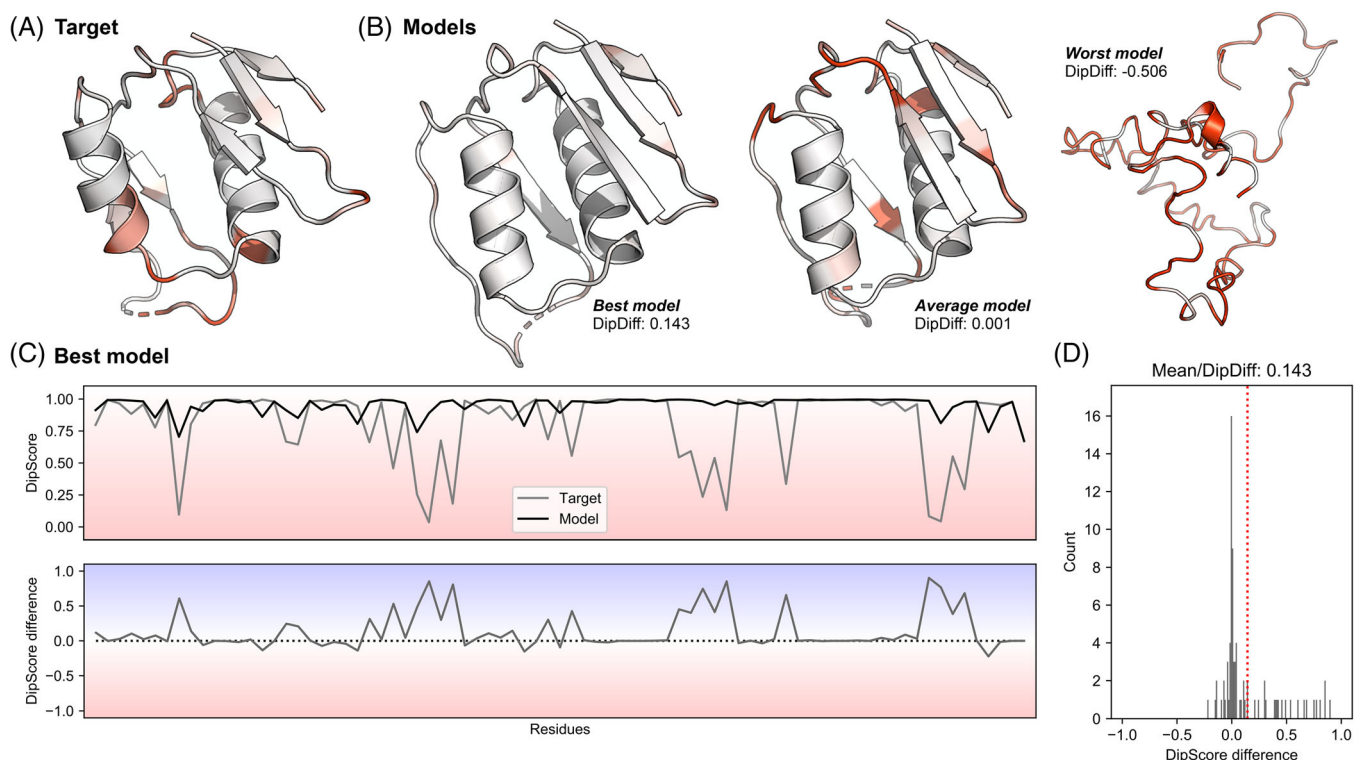 (A) Target
(B) Models
Best model
DipDiff: 0.143
Average model
DipDiff: 0.001
Worst model
DipDiff: -0.506
(C) Best model
DipScore
1.00
0.75
0.50
0.25
0.00
Target
Model
DipScore difference
1.0
0.5
0.0
−0.5
−1.0
Residues
(D)
Mean/DipDiff: 0.143
Count
16
14
12
10
8
6
4
2
0
−1.0 −0.5 0.0 0.5 1.0
DipScore difference